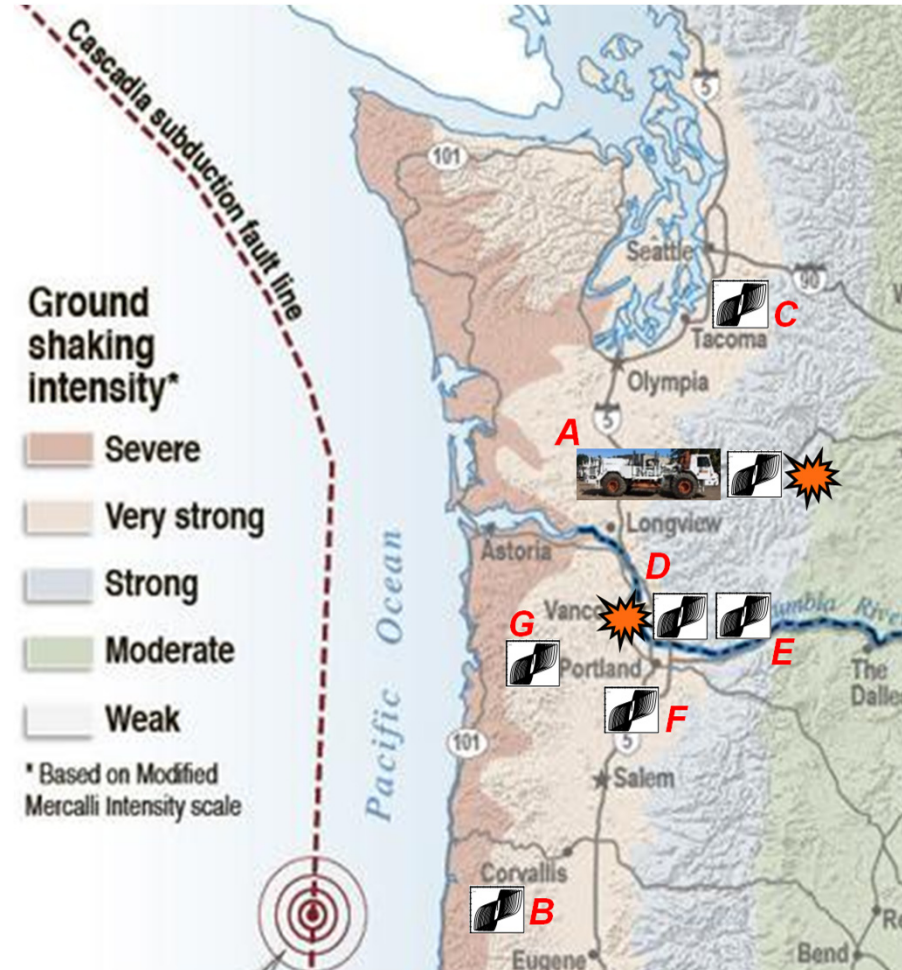 Cascadia subduction fault line
101
5
Seattle
90
C
Tacoma
Olympia
Ground
shaking
intensity*
5
A
Severe
Very strong
Longview
Astoria
D
Strong
Pacific Ocean
G
E
Moderate
Portland
The
Weak
F
5
101
* Based on Modified
Mercalli Intensity scale
Salem
Corvallis
B
Eugene
Bend